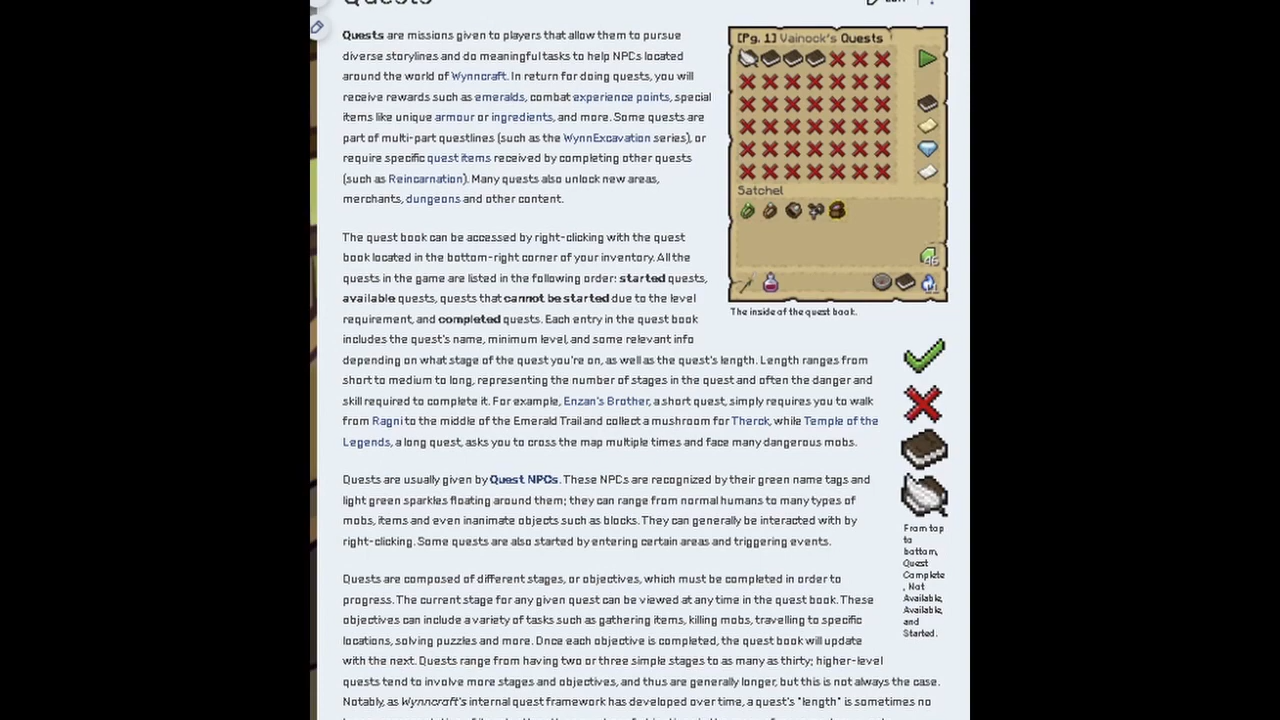 Quests
Quests are missions given to players that allow them to pursue
diverse storylines and do meaningful tasks to help NPCs located
around the world of Wynncraft. In return for doing quests, you will
receive rewards such as emeralds, combat experience points, special
items like unique armour or ingredients, and more. Some quests are
part of multi-part questlines (such as the WynnExcavation series), or
require specific quest items received by completing other quests
(such as Reincarnation). Many quests also unlock new areas,
merchants, dungeons and other content.
[Pg. 1] Vainock's Quests
Satchel
46
The inside of the quest book.
The quest book can be accessed by right-clicking with the quest
book located in the bottom-right corner of your inventory. All the
quests in the game are listed in the following order: started quests,
available quests, quests that cannot be started due to the level
requirement, and completed quests. Each entry in the quest book
includes the quest's name, minimum level, and some relevant info
depending on what stage of the quest you're on, as well as the quest's length. Length ranges from
short to medium to long, representing the number of stages in the quest and often the danger and
skill required to complete it. For example, Enzan's Brother, a short quest, simply requires you to walk
from Ragni to the middle of the Emerald Trail and collect a mushroom for Therck, while Temple of the
Legends, a long quest, asks you to cross the map multiple times and face many dangerous mobs.
Quests are usually given by Quest NPCs. These NPCs are recognized by their green name tags and
light green sparkles floating around them; they can range from normal humans to many types of
mobs, items and even inanimate objects such as blocks. They can generally be interacted with by
right-clicking. Some quests are also started by entering certain areas and triggering events.
From top
to
bottom,
Quest
Complete
, Not
Available,
Available,
and
Started.
Quests are composed of different stages, or objectives, which must be completed in order to
progress. The current stage for any given quest can be viewed at any time in the quest book. These
objectives can include a variety of tasks such as gathering items, killing mobs, travelling to specific
locations, solving puzzles and more. Once each objective is completed, the quest book will update
with the next. Quests range from having two or three simple stages to as many as thirty; higher-level
quests tend to involve more stages and objectives, and thus are generally longer, but this is not always the case.
Notably, as Wynncraft's internal quest framework has developed over time, a quest's "length" is sometimes no